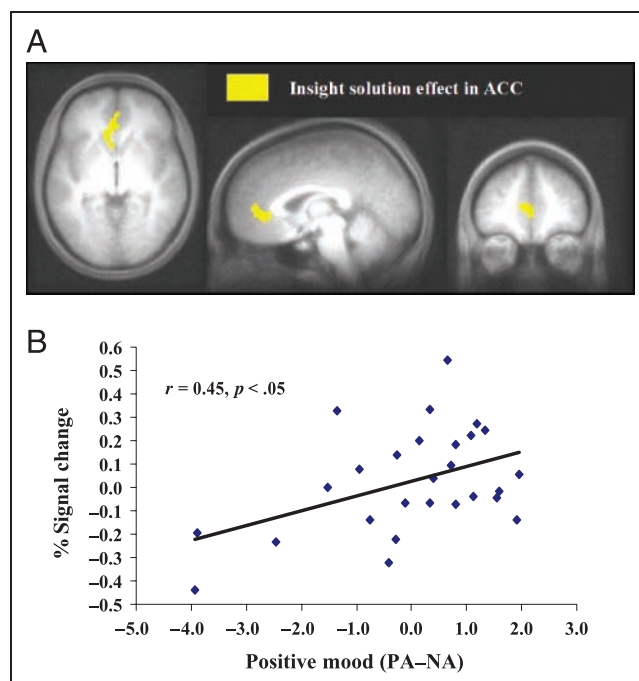 A
Insight solution effect in ACC
B
% Signal change
0.6
0.5
0.4
0.3
0.2
0.1
0.0
−0.1
−0.2
−0.3
−0.4
−0.5
r = 0.45, p < .05
−5.0 −4.0 −3.0 −2.0 −1.0 0.0 1.0 2.0 3.0
Positive mood (PA–NA)